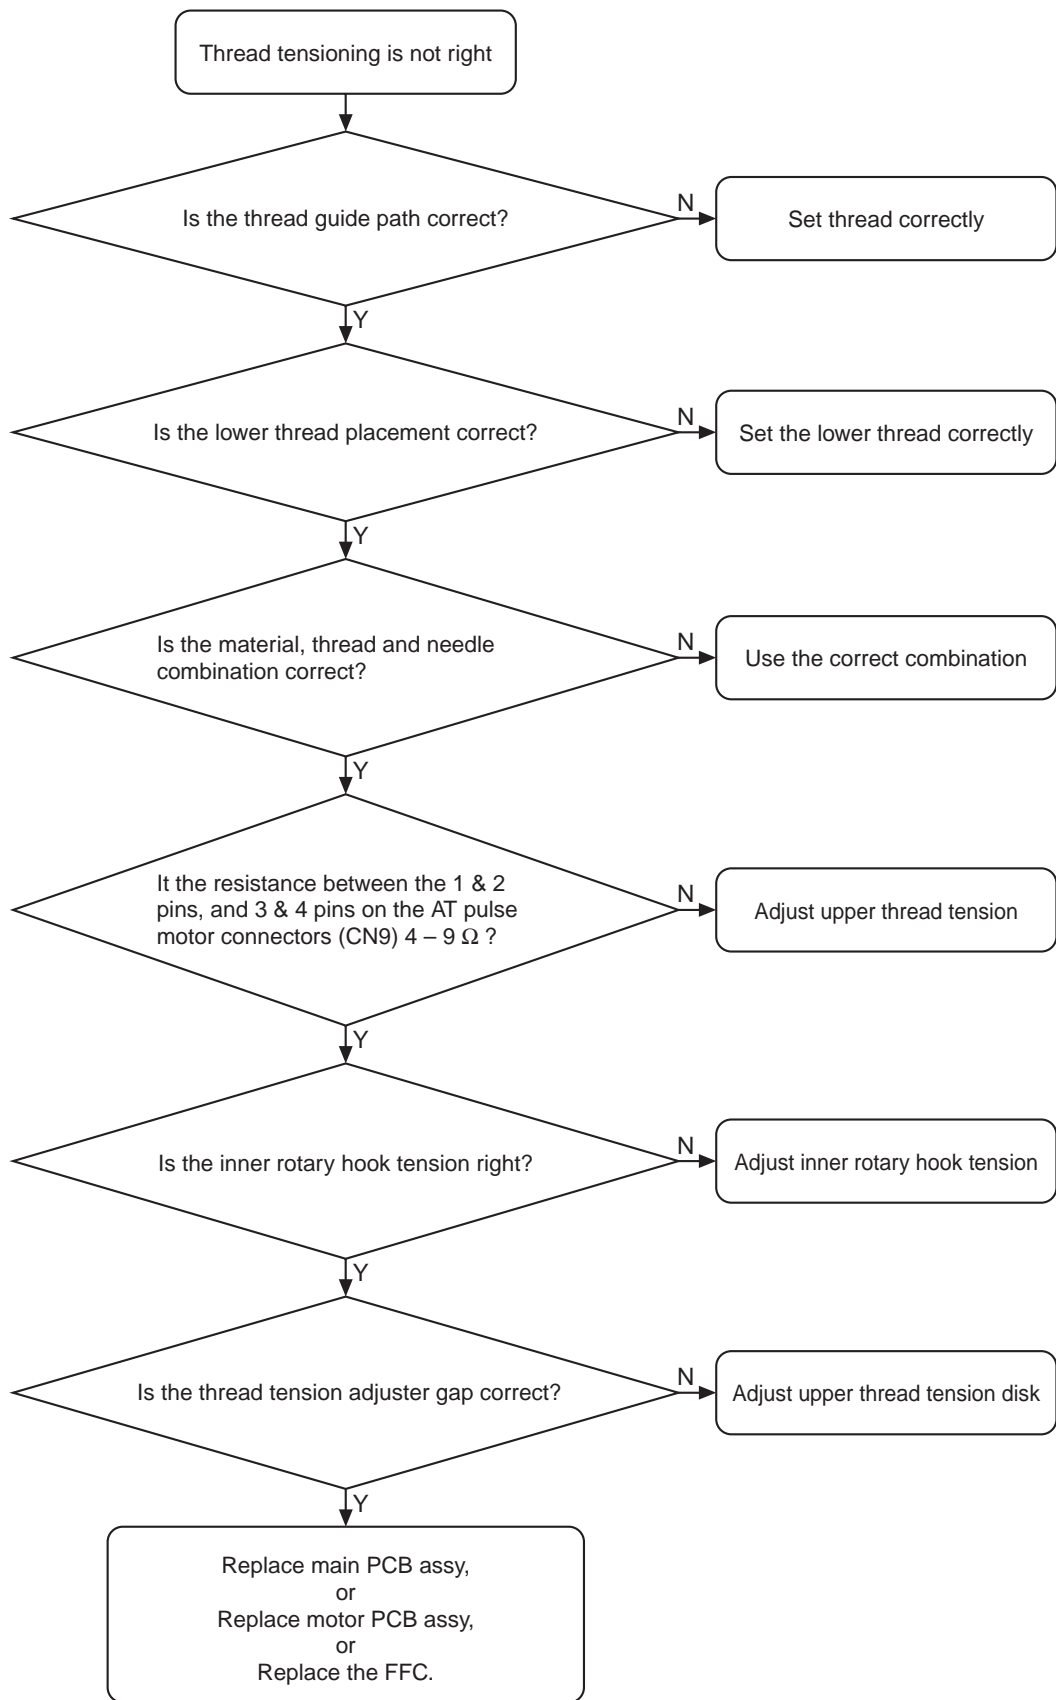 Thread tensioning is not right
Is the thread guide path correct?
N
Set thread correctly
Y
Is the lower thread placement correct?
N
Set the lower thread correctly
Y
Is the material, thread and needle
combination correct?
N
Use the correct combination
Y
It the resistance between the 1 & 2
pins, and 3 & 4 pins on the AT pulse
motor connectors (CN9) 4 – 9 Ω ?
N
Adjust upper thread tension
Y
Is the inner rotary hook tension right?
N
Adjust inner rotary hook tension
Y
Is the thread tension adjuster gap correct?
N
Adjust upper thread tension disk
Y
Replace main PCB assy,
or
Replace motor PCB assy,
or
Replace the FFC.